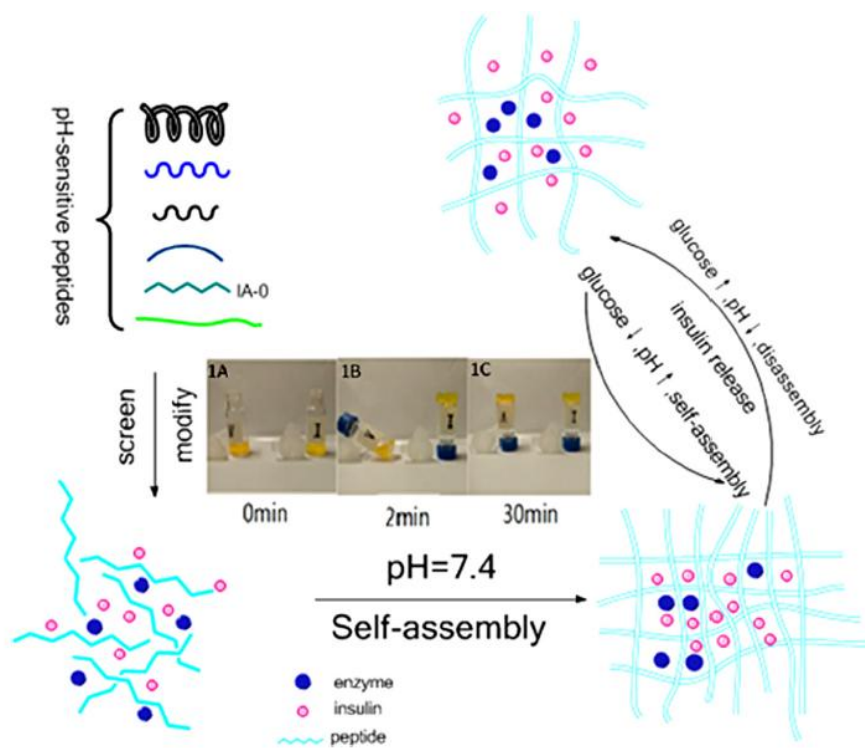 pH-sensitive peptides
IA-0
screen
modify
1A
1B
1C
0min
2min
30min
pH=7.4
Self-assembly
enzyme
insulin
peptide
glucose ↑ ,pH ↓ ,disassembly
insulin release
glucose ↓ ,pH ↑ ,self-assembly